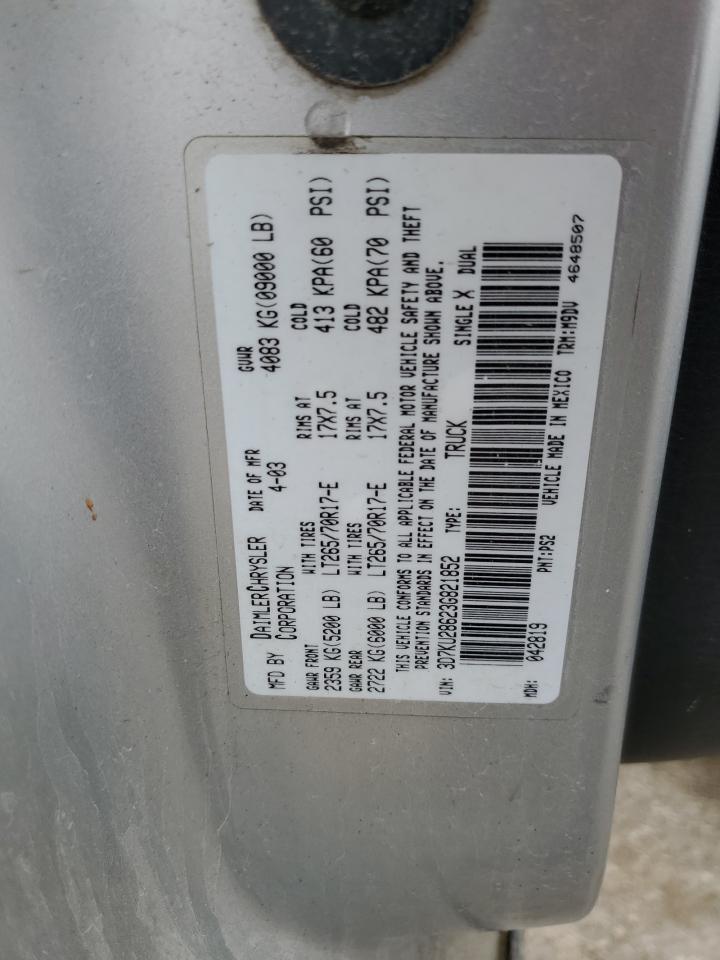 MFD BY DAIMLERCHRYSLER CORPORATION DATE OF MFR 4-03 GVWR 4083 KG(09000 LB)
GAWR FRONT WITH TIRES RIMS AT COLD
2359 KG(5200 LB) LT265/70R17-E 17X7.5 413 KPA(60 PSI)
GAWR REAR WITH TIRES RIMS AT COLD
2722 KG(6000 LB) LT265/70R17-E 17X7.5 482 KPA(70 PSI)
THIS VEHICLE CONFORMS TO ALL APPLICABLE FEDERAL MOTOR VEHICLE SAFETY AND THEFT
PREVENTION STANDARDS IN EFFECT ON THE DATE OF MANUFACTURE SHOWN ABOVE.
VIN: 3D7KU28623G821852 TYPE: TRUCK SINGLE X DUAL
MDH: 042819 PNT:PS2 VEHICLE MADE IN MEXICO TRM:M9DV 4648507